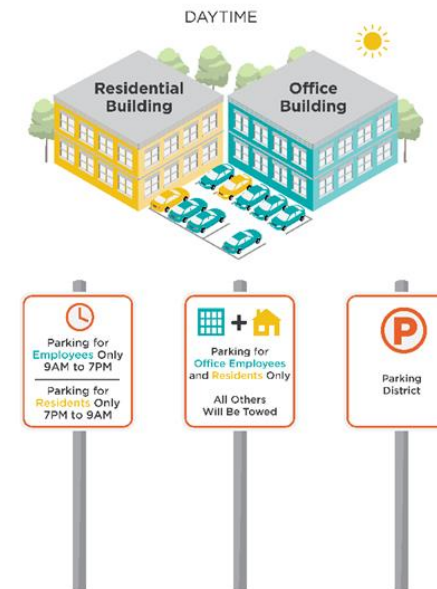 DAYTIME
Residential
Building
Office
Building
Parking for
Employees Only
9AM to 7PM
Parking for
Residents Only
7PM to 9AM
Parking for
Office Employees
and Residents Only
All Others
Will Be Towed
P
Parking
District